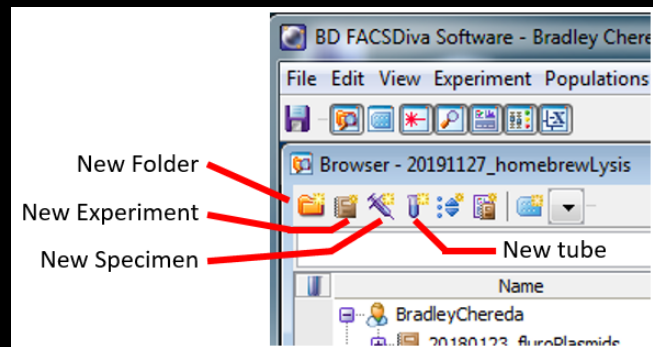 BD FACSDiva Software - Bradley Chere
File Edit View Experiment Populations
Browser - 20191127_homebrewLysis
New Folder
New Experiment
New Specimen
New tube
Name
BradleyChereda
20180123_fluroPlasmids